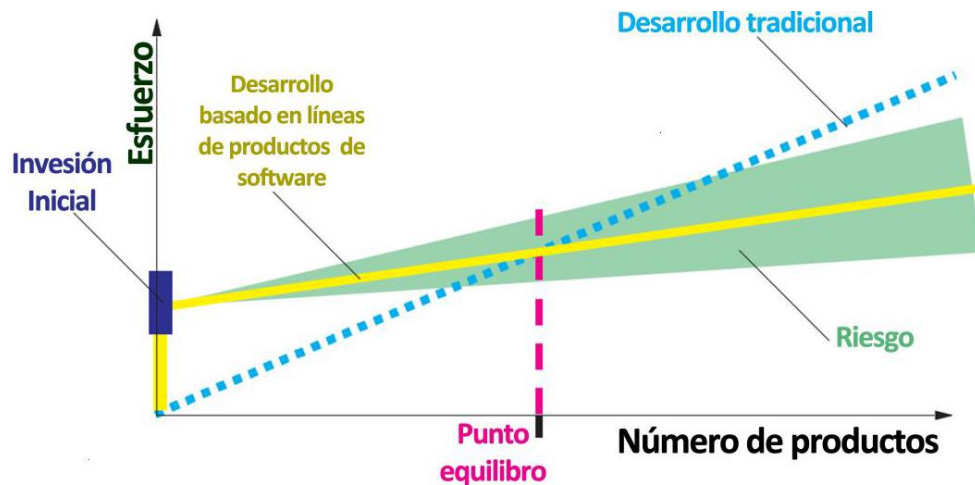 Desarrollo tradicional
Esfuerzo
Desarrollo
basado en líneas
de productos de
software
Invesión
Inicial
Riesgo
Punto
equilibro
Número de productos